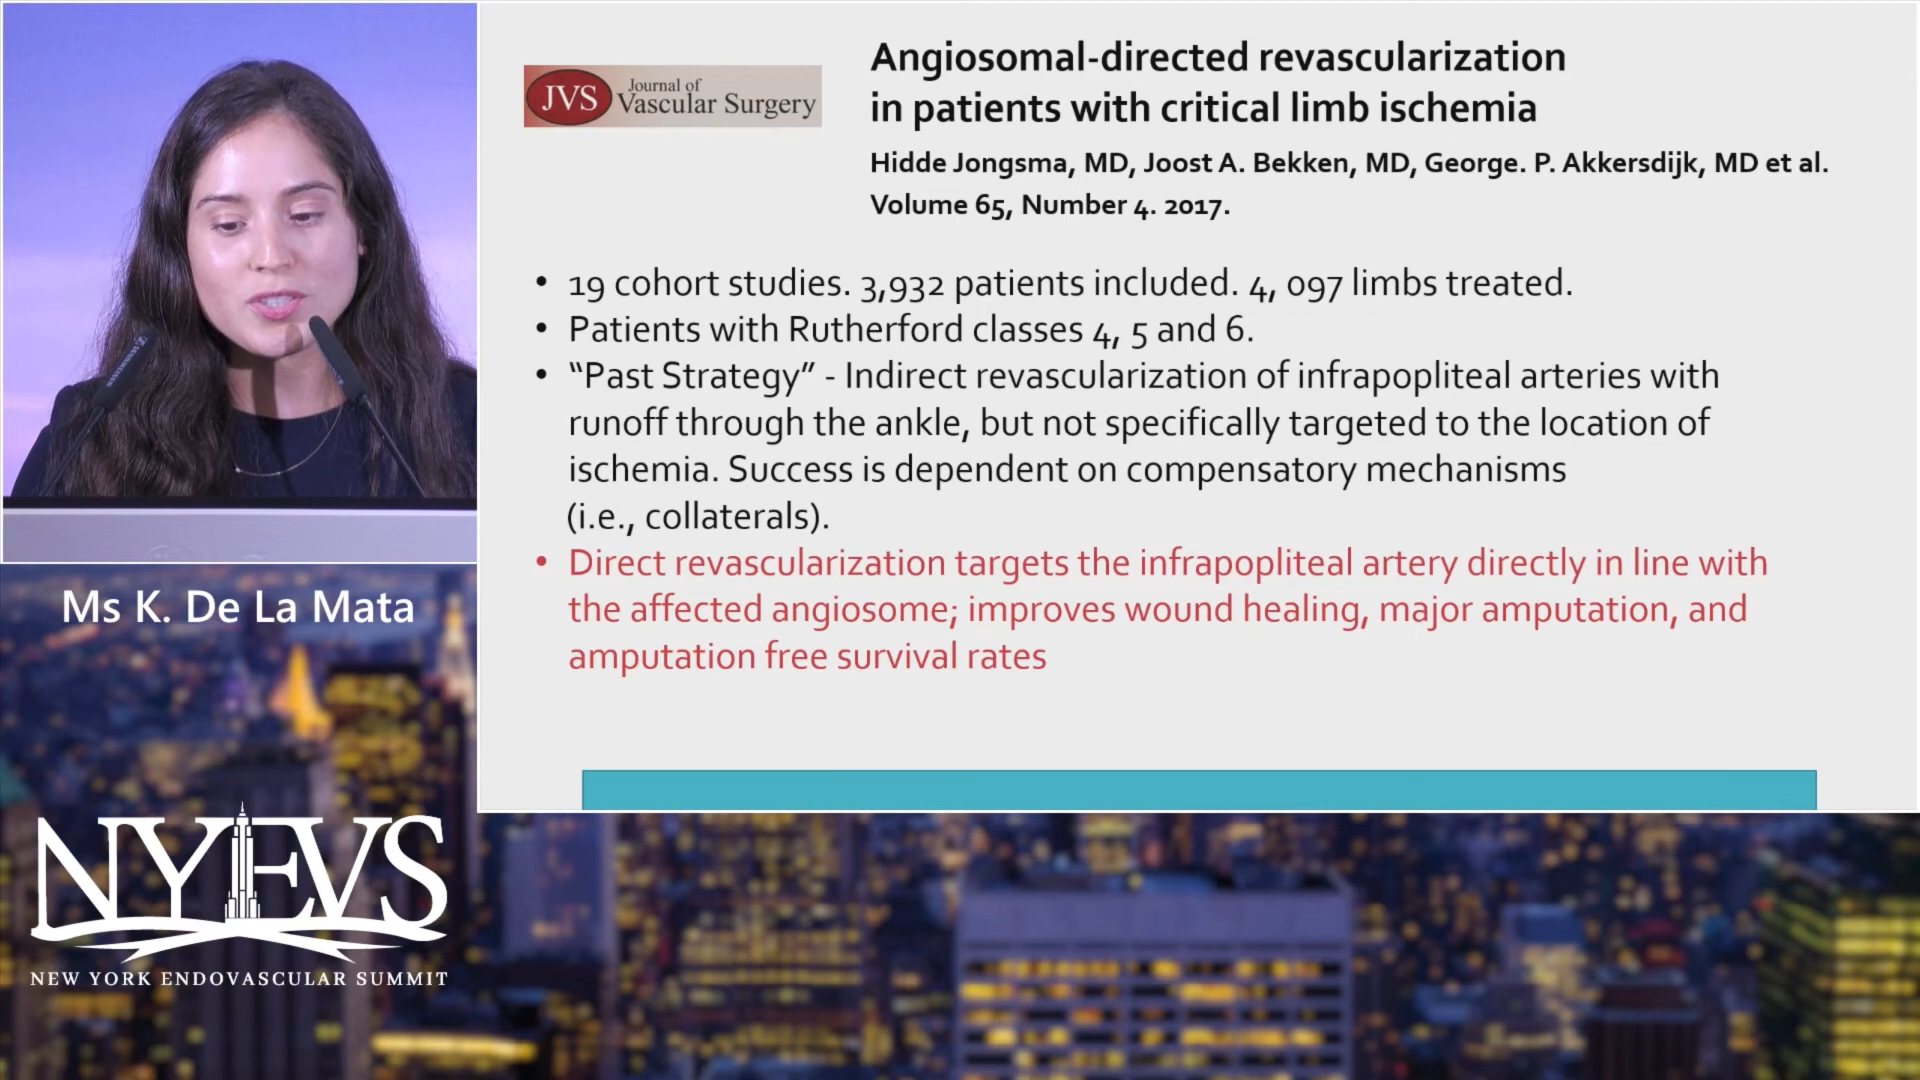 JVS Journal of
Vascular Surgery
Angiosomal-directed revascularization
in patients with critical limb ischemia
Hidde Jongsma, MD, Joost A. Bekken, MD, George. P. Akkersdijk, MD et al.
Volume 65, Number 4. 2017.
• 19 cohort studies. 3,932 patients included. 4, 097 limbs treated.
• Patients with Rutherford classes 4, 5 and 6.
• “Past Strategy” - Indirect revascularization of infrapopliteal arteries with
runoff through the ankle, but not specifically targeted to the location of
ischemia. Success is dependent on compensatory mechanisms
(i.e., collaterals).
• Direct revascularization targets the infrapopliteal artery directly in line with
the affected angiosome; improves wound healing, major amputation, and
amputation free survival rates
Ms K. De La Mata
NYEVS
NEW YORK ENDOVASCULAR SUMMIT